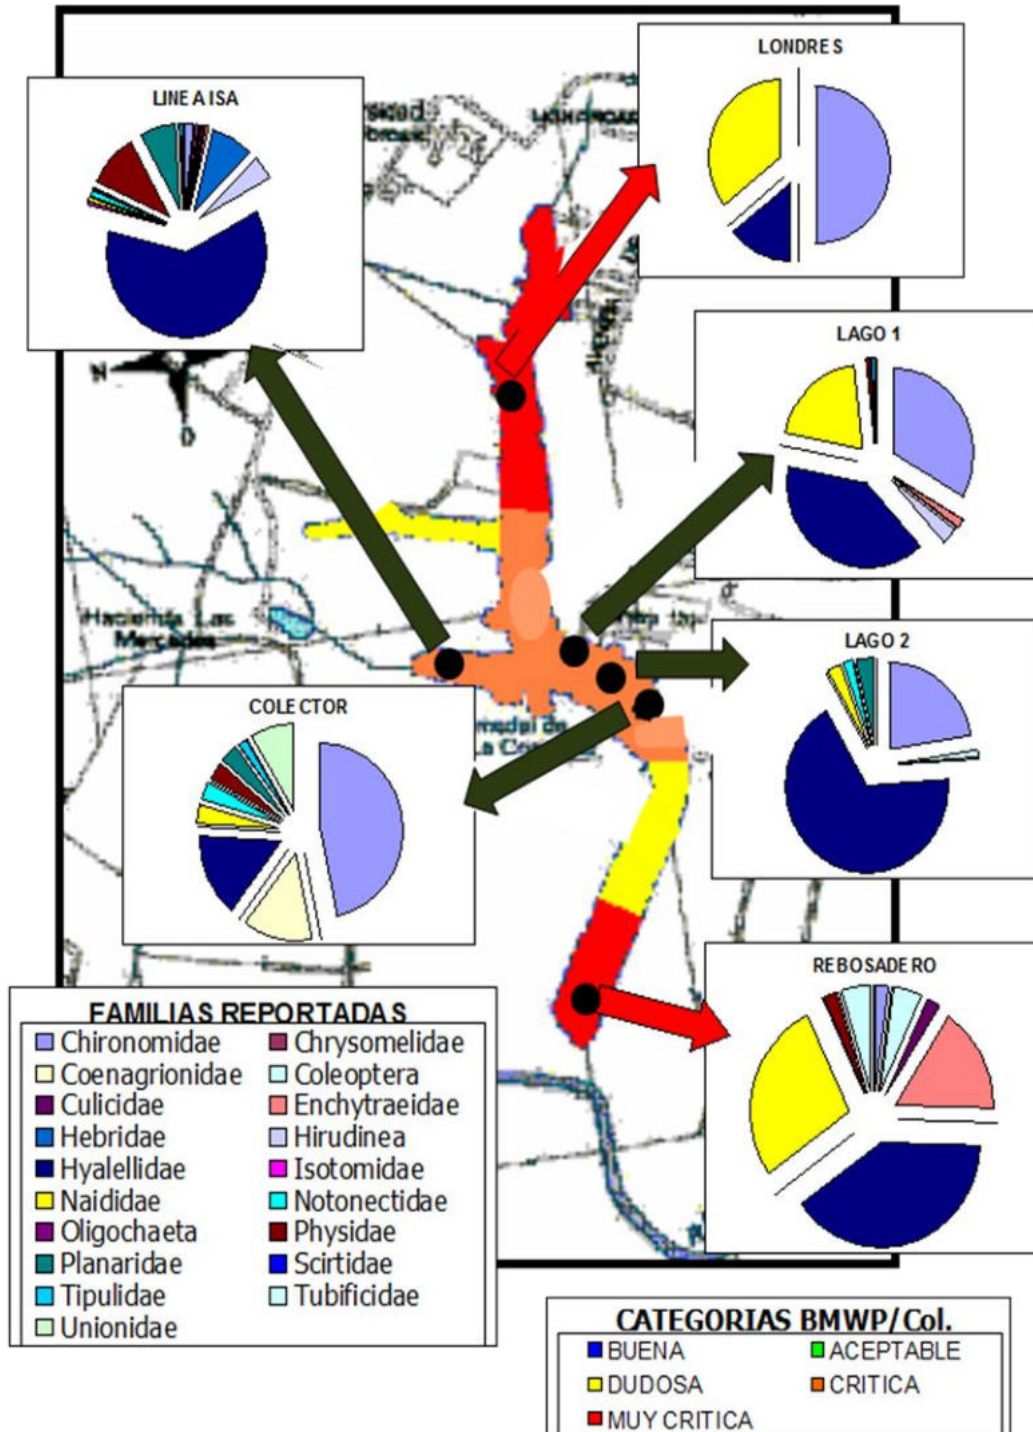 LONDRES
LINEA ISA
LAGO 1
Hacienda Las
Mercedes
LAGO 2
COLECTOR
REBOSADERO
D
FAMILIAS REPORTADAS
Chironomidae Chrysomelidae
Coenagrionidae Coleoptera
Culicidae Enchytraeidae
Hebridae Hirudinea
Hyalellidae Isotomidae
Naididae Notonectidae
Oligochaeta Physidae
Planaridae Scirtidae
Tipulidae Tubificidae
Unionidae
CATEGORIAS BMWP/Col.
BUENA ACEPTABLE
DUDOSA CRITICA
MUY CRITICA